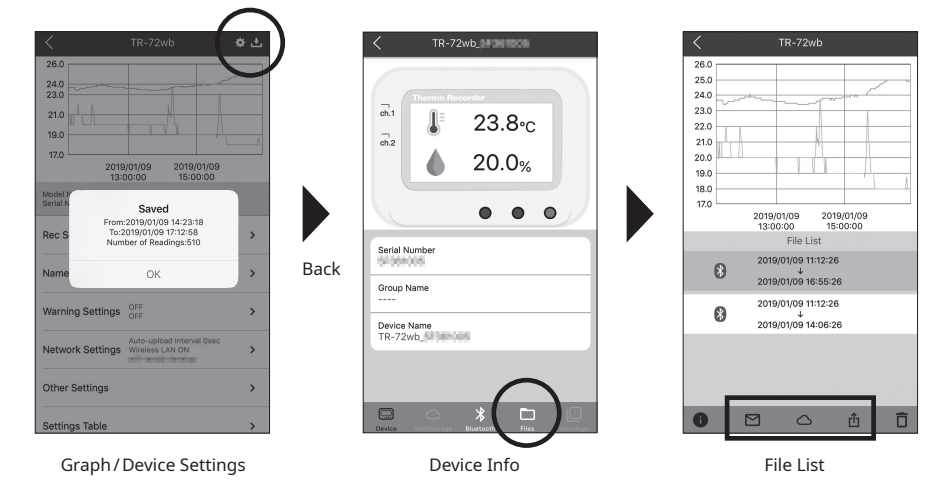 TR-72wb
26.0
24.0
23.0
21.0
19.0
17.0
2019/01/09 2019/01/09
13:00:00 15:00:00
Model
Serial
Saved
From:2019/01/09 14:23:18
To:2019/01/09 17:12:58
Number of Readings:510
OK
Rec S
Name
Warning Settings OFF
OFF
Network Settings Auto-upload Interval 0sec
Wireless LAN ON
Other Settings
Settings Table
Graph/Device Settings
Back
TR-72wb_
Thermo Recorder
ch.1
ch.2
23.8°C
20.0%
Serial Number
Group Name
----
Device Name
TR-72wb_
Device Bluetooth Files
Device Info
TR-72wb
26.0
25.0
24.0
23.0
22.0
21.0
20.0
19.0
18.0
17.0
2019/01/09 2019/01/09
13:00:00 15:00:00
File List
2019/01/09 11:12:26
↓
2019/01/09 16:55:26
2019/01/09 11:12:26
↓
2019/01/09 14:06:26
File List